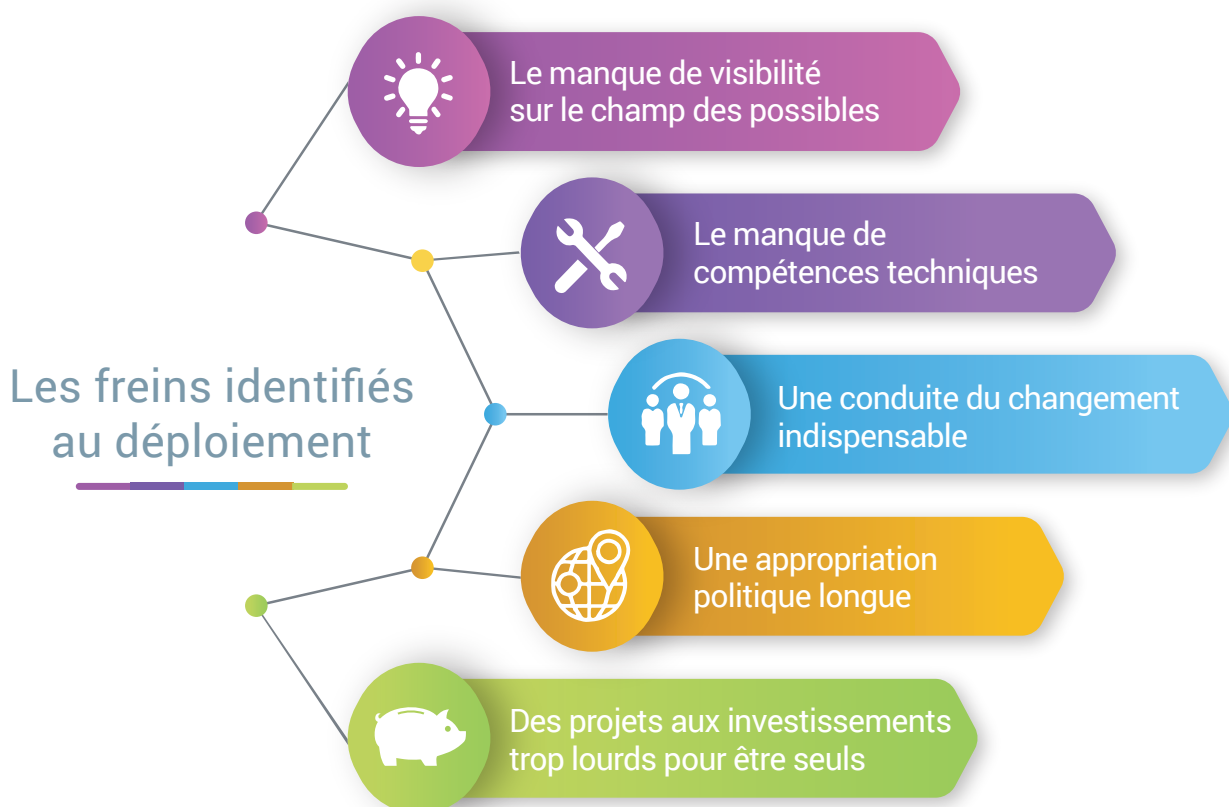 Les freins identifiés
au déploiement
Le manque de visibilité
sur le champ des possibles
Le manque de
compétences techniques
Une conduite du changement
indispensable
Une appropriation
politique longue
Des projets aux investissements
trop lourds pour être seuls